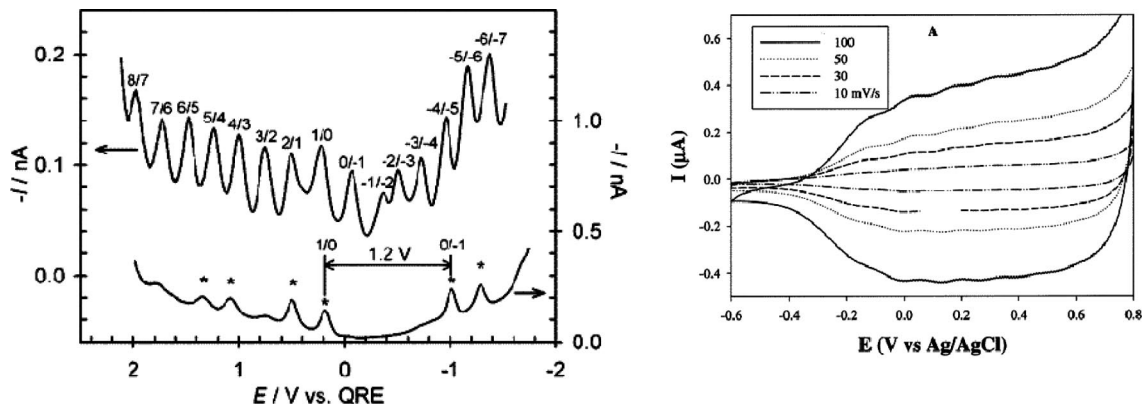 8/7 7/6 6/5 5/4 4/3 3/2 2/1 1/0 0/-1 -1/-2 -2/-3 -3/-4 -4/-5 -5/-6 -6/-7
0.2
0.1
0.0
-I / nA
1.0
0.5
0.0
-I / nA
1/0 1.2 V 0/-1
* * * * * *
2 1 0 -1 -2
E / V vs. QRE
A
100
50
30
10 mV/s
0.6
0.4
0.2
0.0
-0.2
-0.4
I (μA)
-0.6 -0.4 -0.2 0.0 0.2 0.4 0.6 0.8
E (V vs Ag/AgCl)